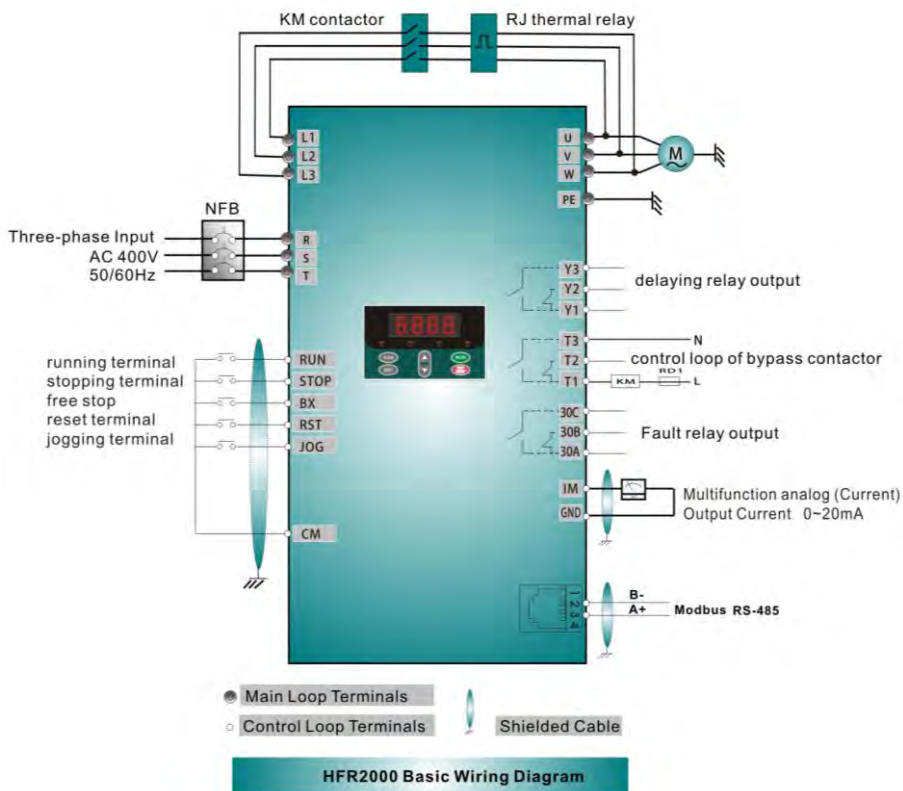 KM contactor
RJ thermal relay
L1
L2
L3
U
V
W
PE
M
NFB
Three-phase Input
AC 400V
50/60Hz
R
S
T
Y3
Y2
Y1
delaying relay output
T3
T2
T1
N
control loop of bypass contactor
KM
RD1
L
running terminal
stopping terminal
free stop
reset terminal
jogging terminal
RUN
STOP
BX
RST
JOG
CM
30C
30B
30A
Fault relay output
IM
GND
Multifunction analog (Current)
Output Current 0~20mA
1
2
3
4
B-
A+
Modbus RS-485
Main Loop Terminals
Control Loop Terminals
Shielded Cable
HFR2000 Basic Wiring Diagram